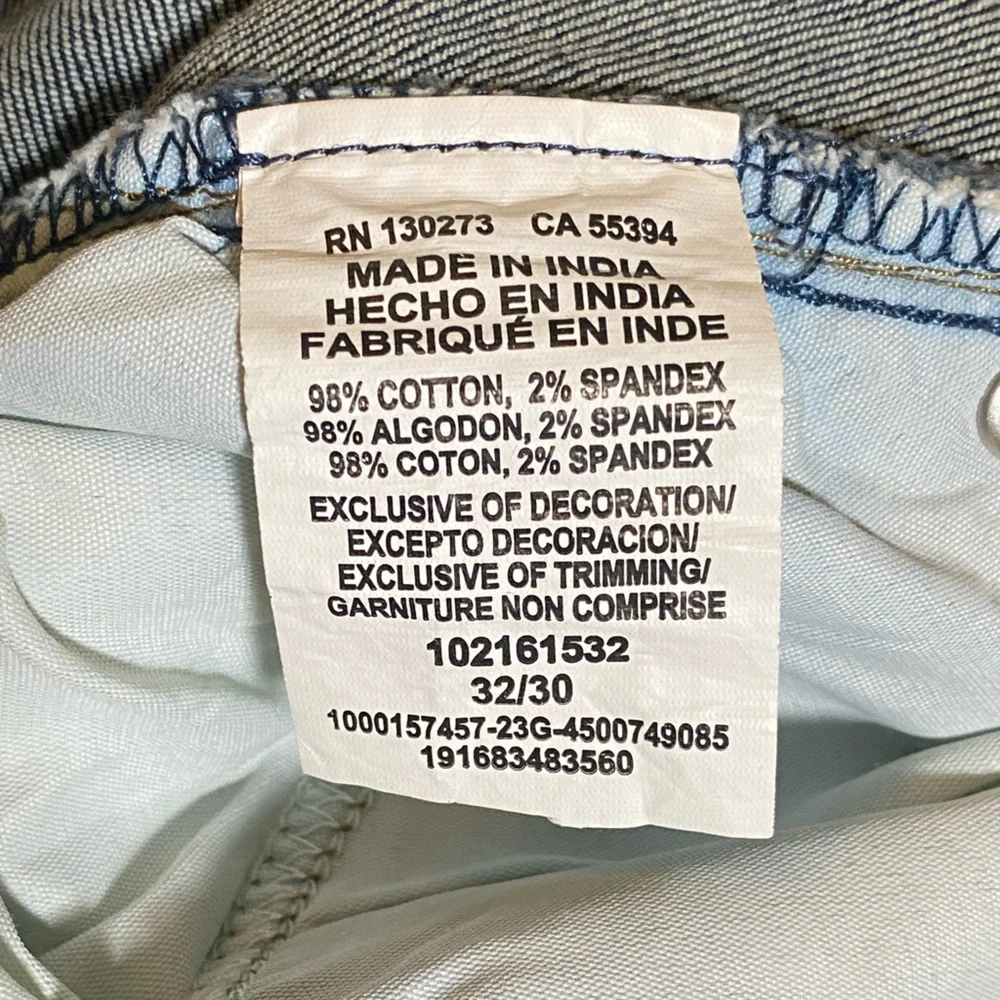 RN 130273 CA 55394
MADE IN INDIA
HECHO EN INDIA
FABRIQUÉ EN INDE
98% COTTON, 2% SPANDEX
98% ALGODON, 2% SPANDEX
98% COTON, 2% SPANDEX
EXCLUSIVE OF DECORATION/
EXCEPTO DECORACION/
EXCLUSIVE OF TRIMMING/
GARNITURE NON COMPRISE
102161532
32/30
1000157457-23G-4500749085
191683483560